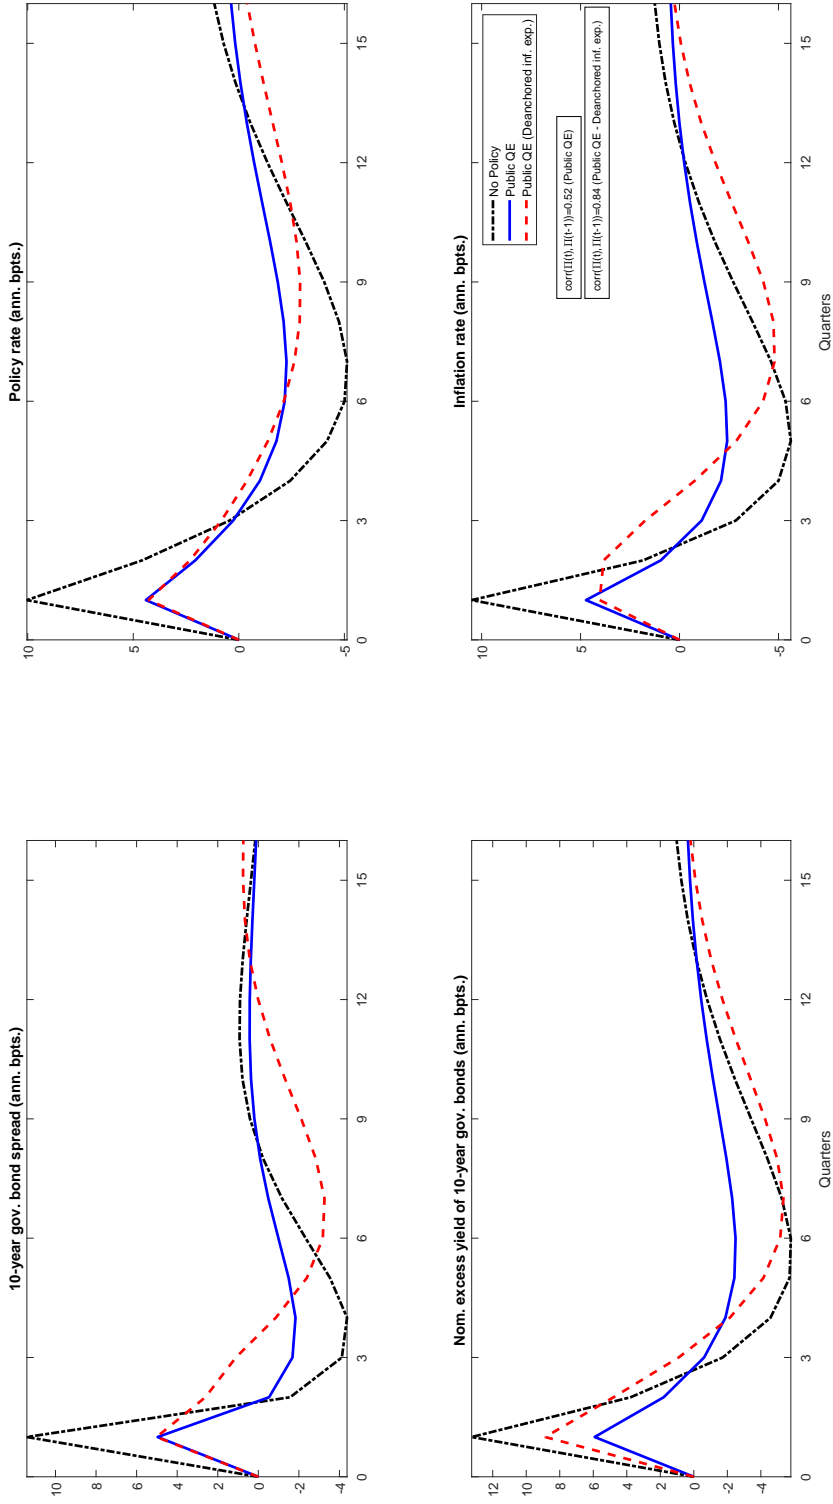 10-year gov. bond spread (ann. bpts.)
10
8
6
4
2
0
-2
-4
0 3 6 9 12 15
Policy rate (ann. bpts.)
10
5
0
-5
0 3 6 9 12 15
Nom. excess yield of 10-year gov. bonds (ann. bpts.)
12
10
8
6
4
2
0
-2
-4
0 3 6 9 12 15
Quarters
Inflation rate (ann. bpts.)
10
5
0
-5
0 3 6 9 12 15
Quarters
No Policy
Public QE
Public QE (Deanchored inf. exp.)
corr(Π(t),Π(t-1))=0.52 (Public QE)
corr(Π(t),Π(t-1))=0.84 (Public QE - Deanchored inf. exp.)